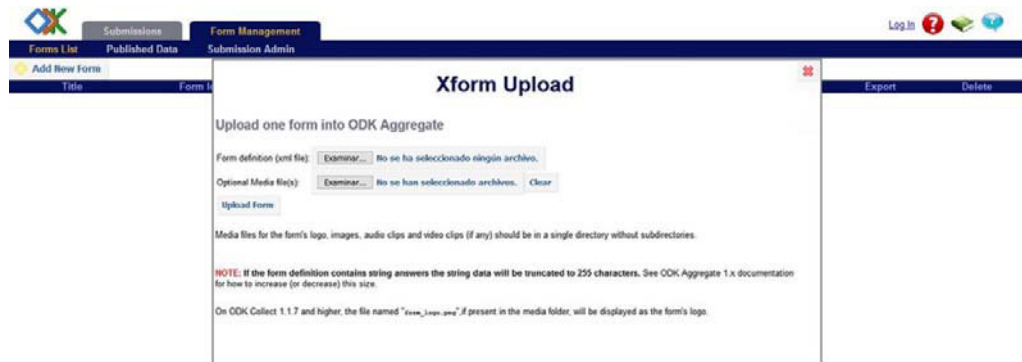 Submissions Form Management Log In
Forms List Published Data Submission Admin
Add New Form
Title Form I Export Delete
Xform Upload
Upload one form into ODK Aggregate
Form definition (xml file): Examinar... No se ha seleccionado ningún archivo.
Optional Media file(s): Examinar... No se han seleccionado archivos. Clear
Upload Form
Media files for the form's logo, images, audio clips and video clips (if any) should be in a single directory without subdirectories.
NOTE: If the form definition contains string answers the string data will be truncated to 255 characters. See ODK Aggregate 1.x documentation
for how to increase (or decrease) this size.
On ODK Collect 1.1.7 and higher, the file named "form_logo.png",if present in the media folder, will be displayed as the form's logo.